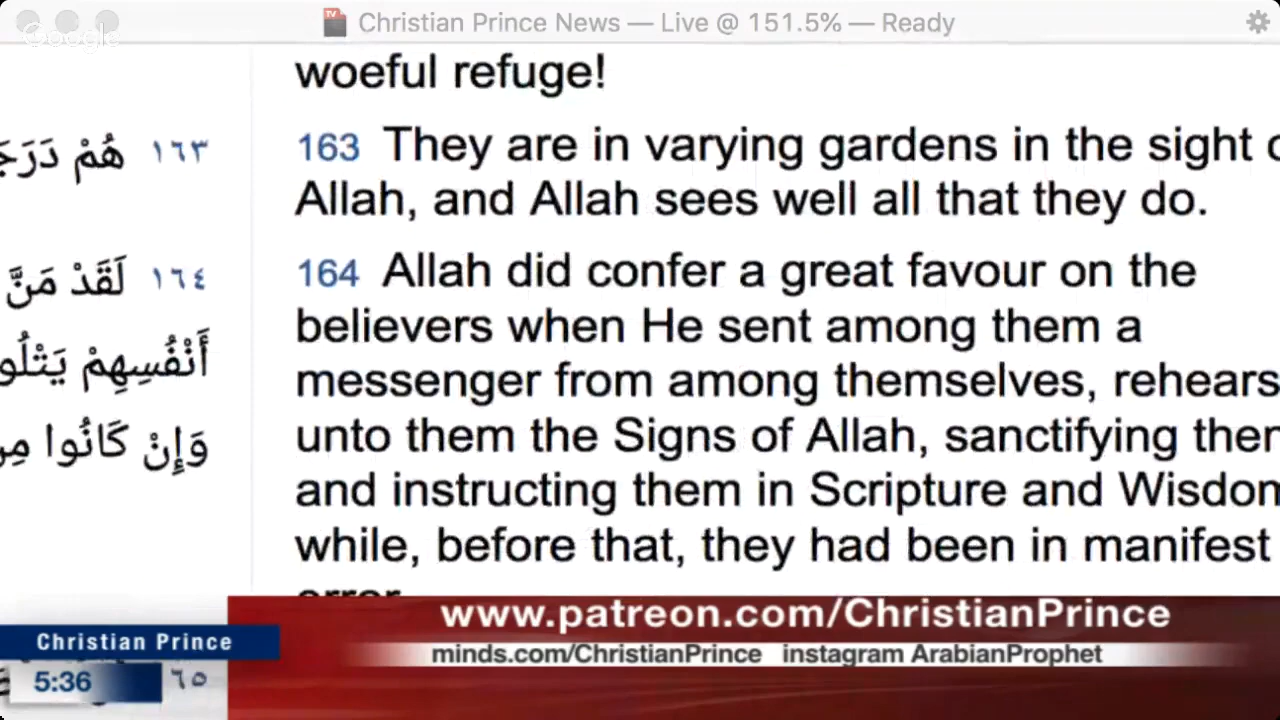 Christian Prince News — Live @ 151.5% — Ready
Google
woeful refuge!
163 They are in varying gardens in the sight
Allah, and Allah sees well all that they do.
١٦٣ هُمْ
164 Allah did confer a great favour on the
believers when He sent among them a
messenger from among themselves,
unto them the Signs of Allah, sanctifying
and instructing them in Scripture and
while, before that, they had been in manifest
error
١٦٤ لَقَدْ مَنَّ
أَنْفُسِهِمْ
وَإِنْ كَانُوا
www.patreon.com/ChristianPrince
Christian Prince
minds.com/ChristianPrince instagram ArabianProphet
5:36